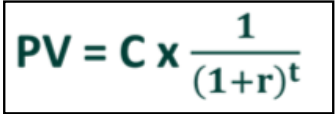 PV = C x 1
(1+r)^t